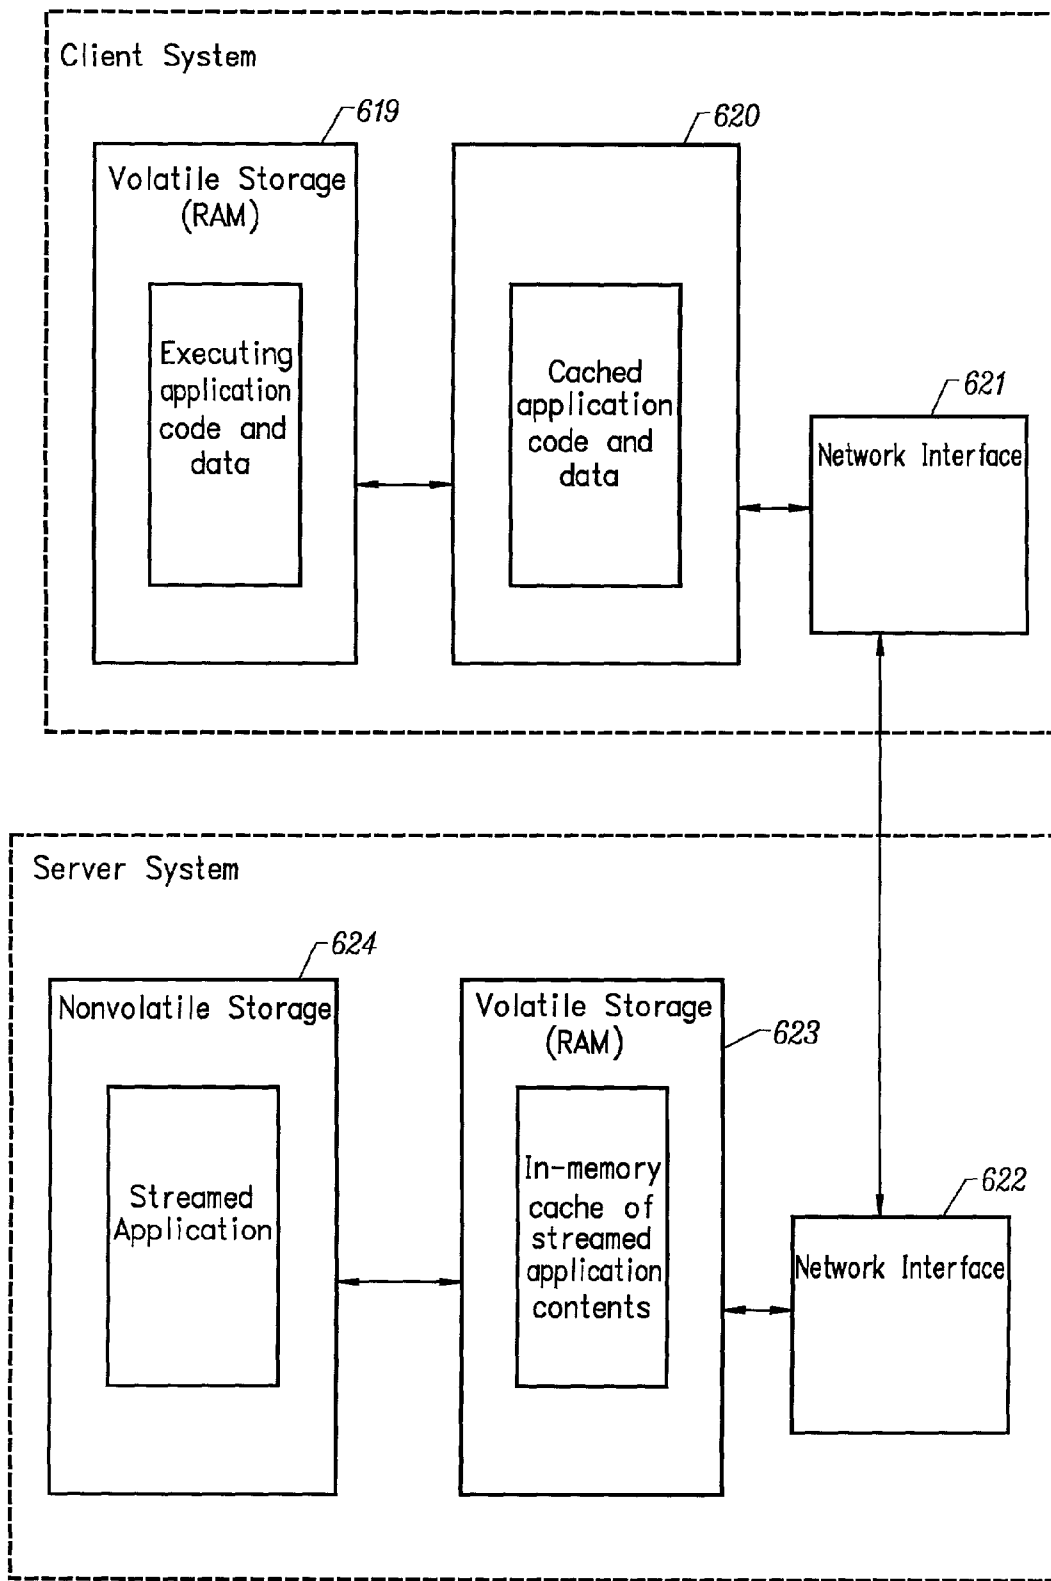 Client System
619
620
Volatile Storage
(RAM)
Executing
application
code and
data
Cached
application
code and
data
621
Network Interface
Server System
624
Nonvolatile Storage
Streamed
Application
Volatile Storage
(RAM)
623
In-memory
cache of
streamed
application
contents
622
Network Interface